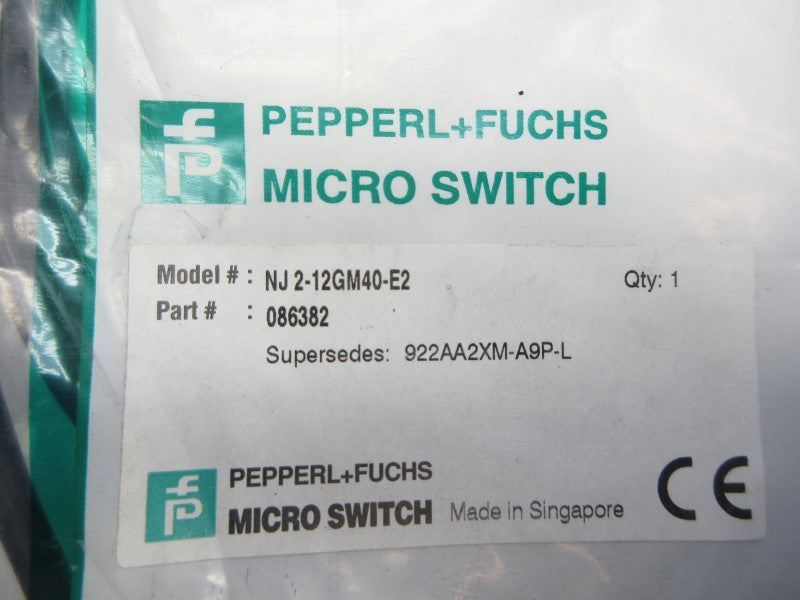 PEPPERL+FUCHS
MICRO SWITCH
Model # : NJ 2-12GM40-E2 Qty: 1
Part # : 086382
Supersedes: 922AA2XM-A9P-L
PEPPERL+FUCHS
MICRO SWITCH Made in Singapore CE